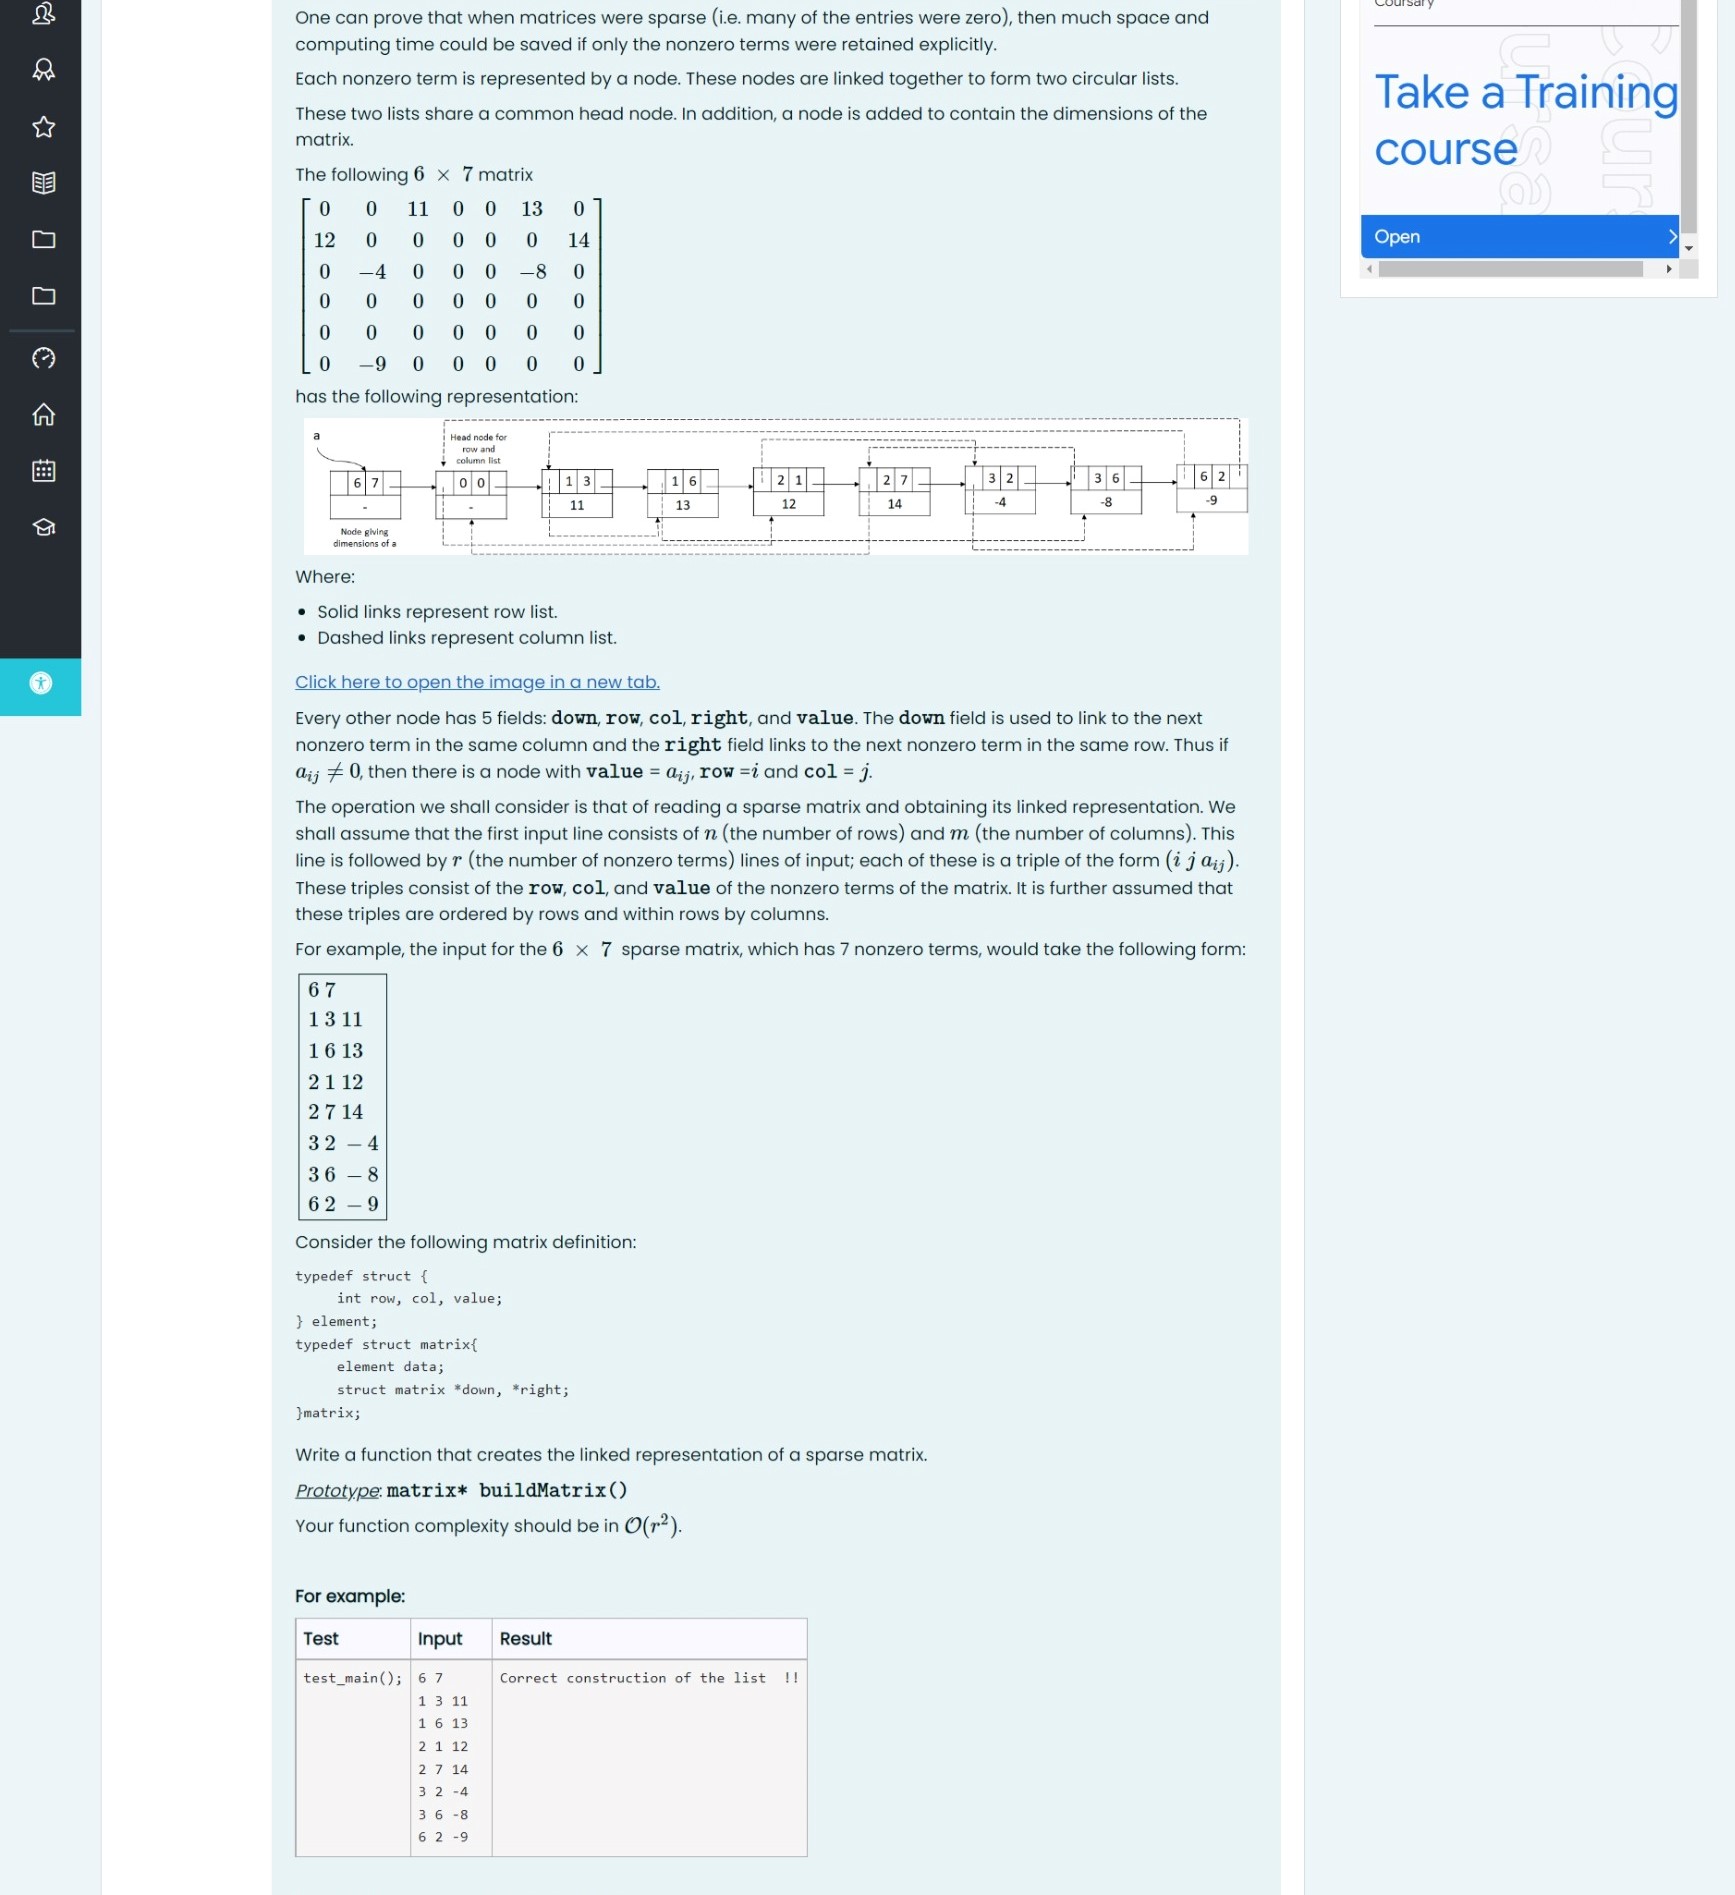 One can prove that when matrices were sparse (i.e. many of the entries were zero), then much space and
computing time could be saved if only the nonzero terms were retained explicitly.
Each nonzero term is represented by a node. These nodes are linked together to form two circular lists.
These two lists share a common head node. In addition, a node is added to contain the dimensions of the
matrix.
The following 6 × 7 matrix
0 0 11 0 0 13 0
12 0 0 0 0 0 14
0 −4 0 0 0 −8 0
0 0 0 0 0 0 0
0 0 0 0 0 0 0
0 −9 0 0 0 0 0
has the following representation:
a
Head node for
row and
column list
6 7 0 0 1 3 1 6 2 1 2 7 3 2 3 6 6 2
- - 11 13 12 14 -4 -8 -9
Node giving
dimensions of a
Where:
• Solid links represent row list.
• Dashed links represent column list.
Click here to open the image in a new tab.
Every other node has 5 fields: down, row, col, right, and value. The down field is used to link to the next
nonzero term in the same column and the right field links to the next nonzero term in the same row. Thus if
aij ≠ 0, then there is a node with value = aij, row =i and col = j.
The operation we shall consider is that of reading a sparse matrix and obtaining its linked representation. We
shall assume that the first input line consists of n (the number of rows) and m (the number of columns). This
line is followed by r (the number of nonzero terms) lines of input; each of these is a triple of the form (i j aij).
These triples consist of the row, col, and value of the nonzero terms of the matrix. It is further assumed that
these triples are ordered by rows and within rows by columns.
For example, the input for the 6 × 7 sparse matrix, which has 7 nonzero terms, would take the following form:
6 7
1 3 11
1 6 13
2 1 12
2 7 14
3 2 − 4
3 6 − 8
6 2 − 9
Consider the following matrix definition:
typedef struct {
int row, col, value;
} element;
typedef struct matrix{
element data;
struct matrix *down, *right;
}matrix;
Write a function that creates the linked representation of a sparse matrix.
Prototype: matrix* buildMatrix()
Your function complexity should be in O(r²).
For example:
Test Input Result
test_main(); 6 7 Correct construction of the list !!
1 3 11
1 6 13
2 1 12
2 7 14
3 2 -4
3 6 -8
6 2 -9
Coursary
Take a Training
course
Open